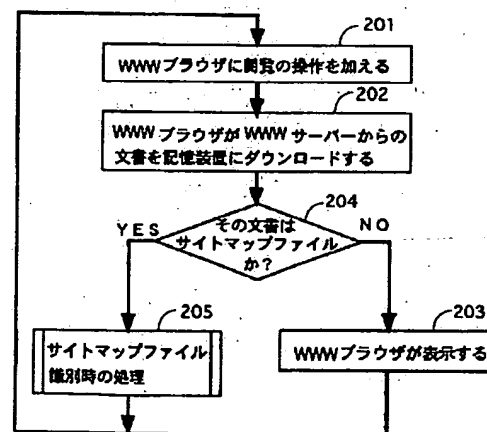 201
WWWブラウザに閲覧の操作を加える
202
WWWブラウザがWWWサーバーからの
文書を記憶装置にダウンロードする
204
その文書は
サイトマップファイル
か？
YES
NO
205
サイトマップファイル
識別時の処理
203
WWWブラウザが表示する